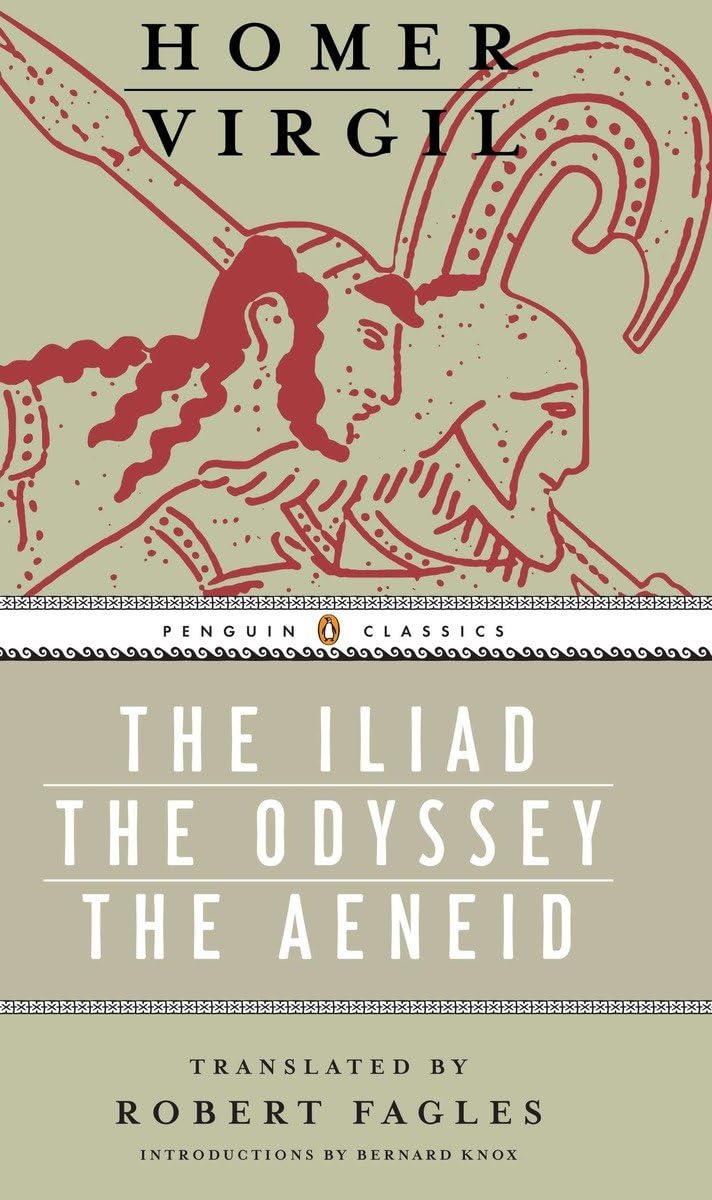 HOMER
VIRGIL
PENGUIN CLASSICS
THE ILIAD
THE ODYSSEY
THE AENEID
TRANSLATED BY
ROBERT FAGLES
INTRODUCTIONS BY BERNARD KNOX